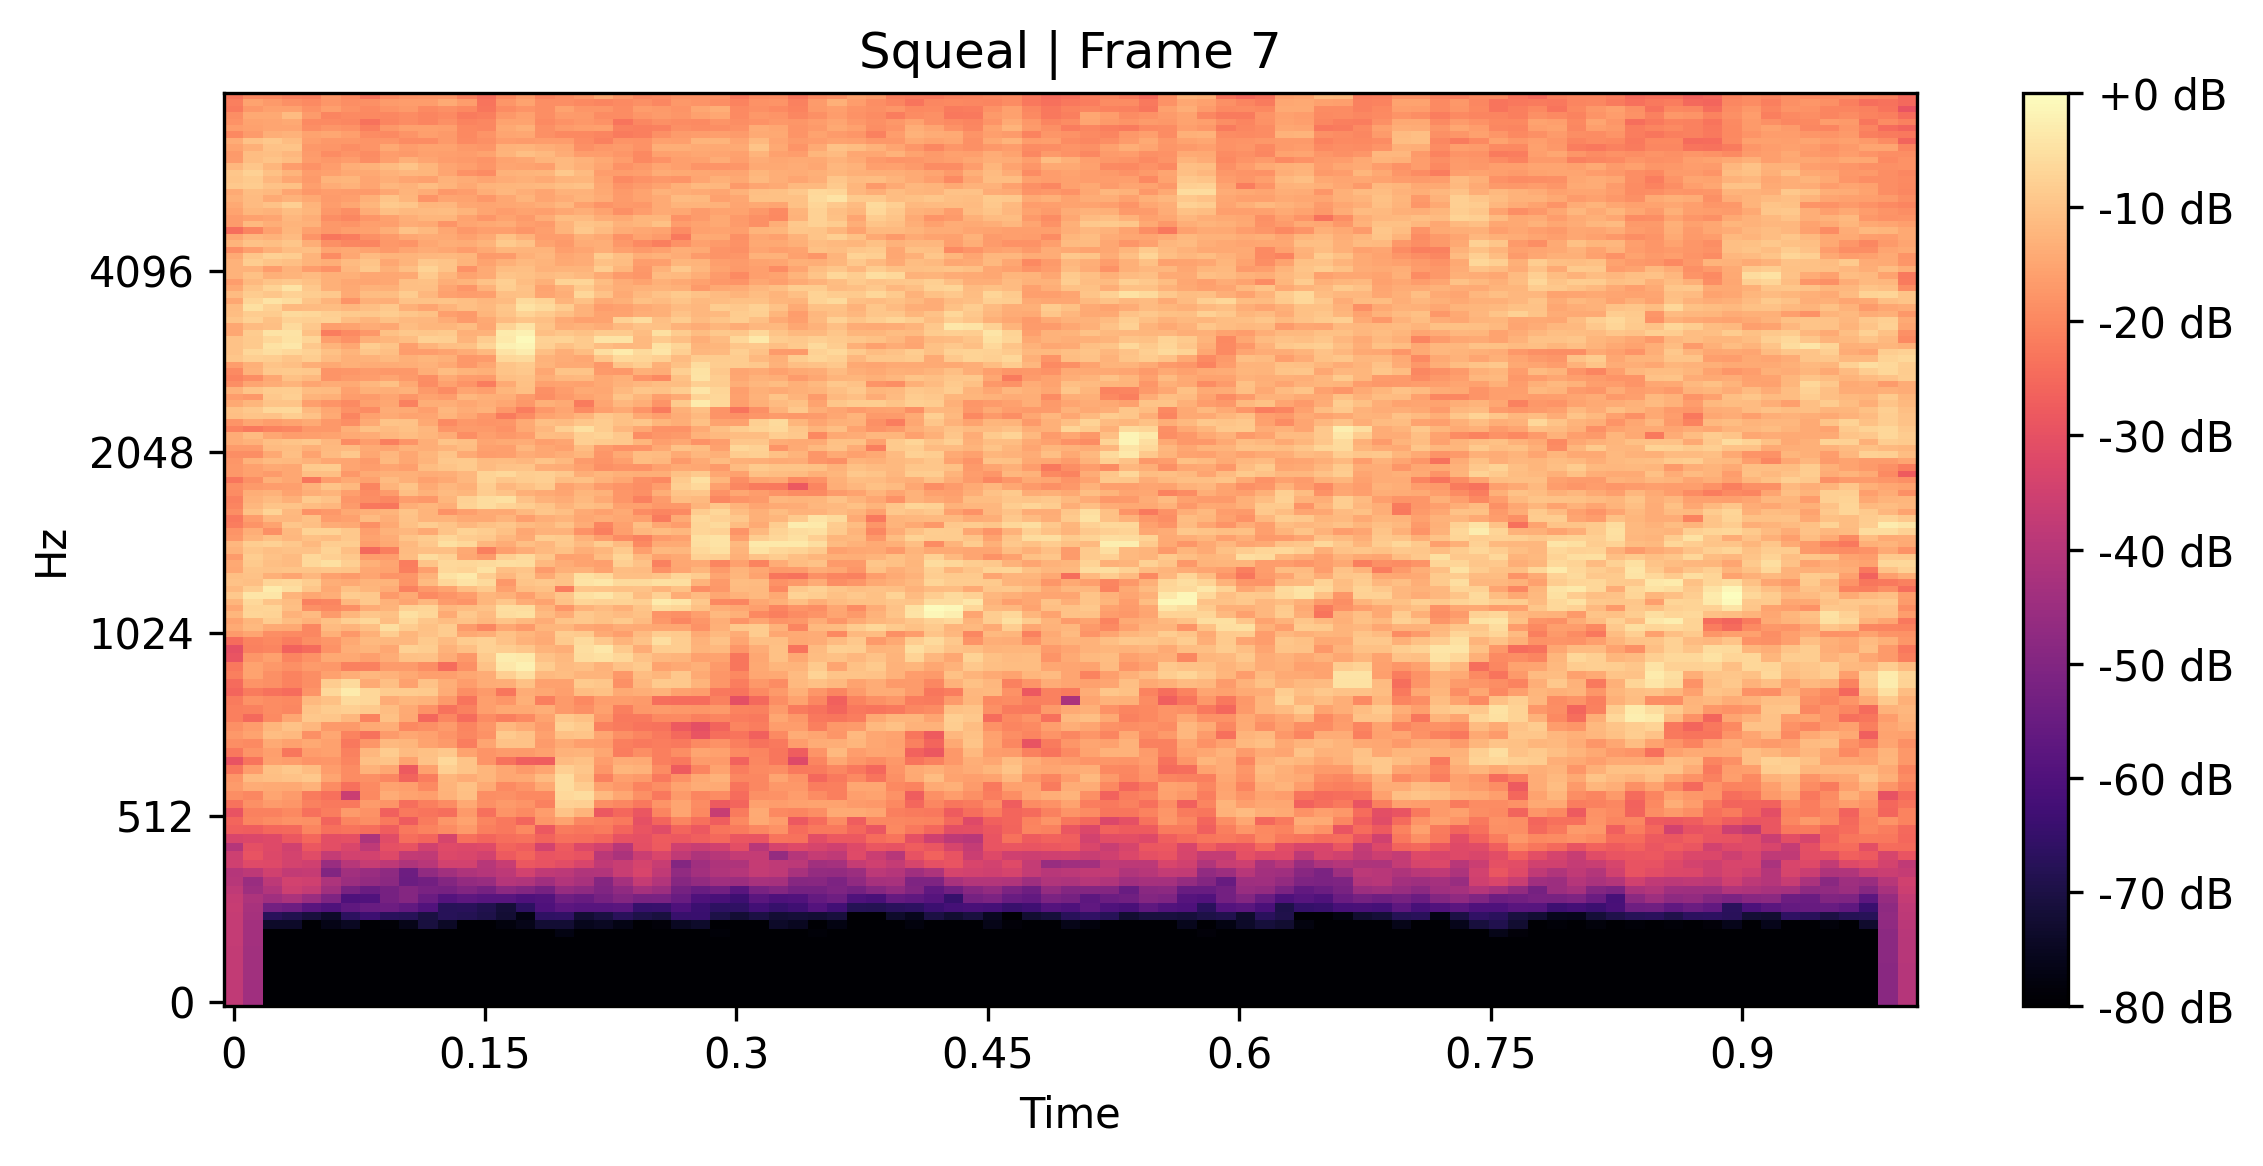 Squeal | Frame 7
+0 dB
-10 dB
-20 dB
-30 dB
-40 dB
-50 dB
-60 dB
-70 dB
-80 dB
4096
2048
1024
512
0
Hz
0 0.15 0.3 0.45 0.6 0.75 0.9
Time